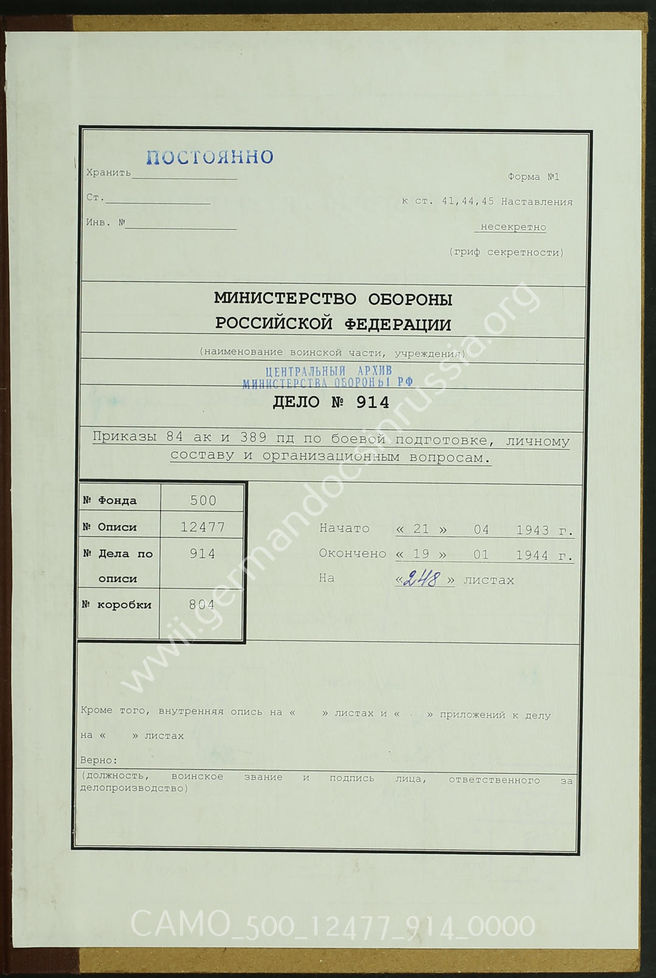 ПОСТОЯННО
Хранить
Форма №1
Ст.
к ст. 41,44,45 Наставления
Инв. №
несекретно
(гриф секретности)
МИНИСТЕРСТВО ОБОРОНЫ
РОССИЙСКОЙ ФЕДЕРАЦИИ
(наименование воинской части, учреждения)
ЦЕНТРАЛЬНЫЙ АРХИВ
МИНИСТЕРСТВА ОБОРОНЫ РФ
ДЕЛО № 914
Приказы 84 ак и 389 пд по боевой подготовке, личному
составу и организационным вопросам.
№ Фонда 500
№ Описи 12477
№ Дела по 914
описи
№ коробки 804
Начато « 21 » 04 1943 г.
Окончено « 19 » 01 1944 г.
На «248» листах
Кроме того, внутренняя опись на « » листах и « » приложений к делу
на « » листах
Верно:
(должность, воинское звание и подпись лица, ответственного за
делопроизводство)
www.germandocsinrussia.org
CAMO_500_12477_914_0000